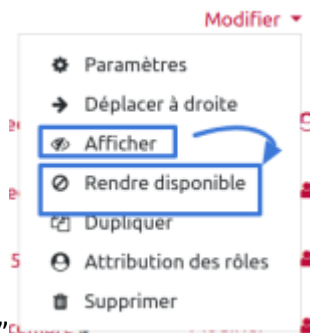 Modifier
Paramètres
Déplacer à droite
Afficher
Rendre disponible
Dupliquer
Attribution des rôles
Supprimer